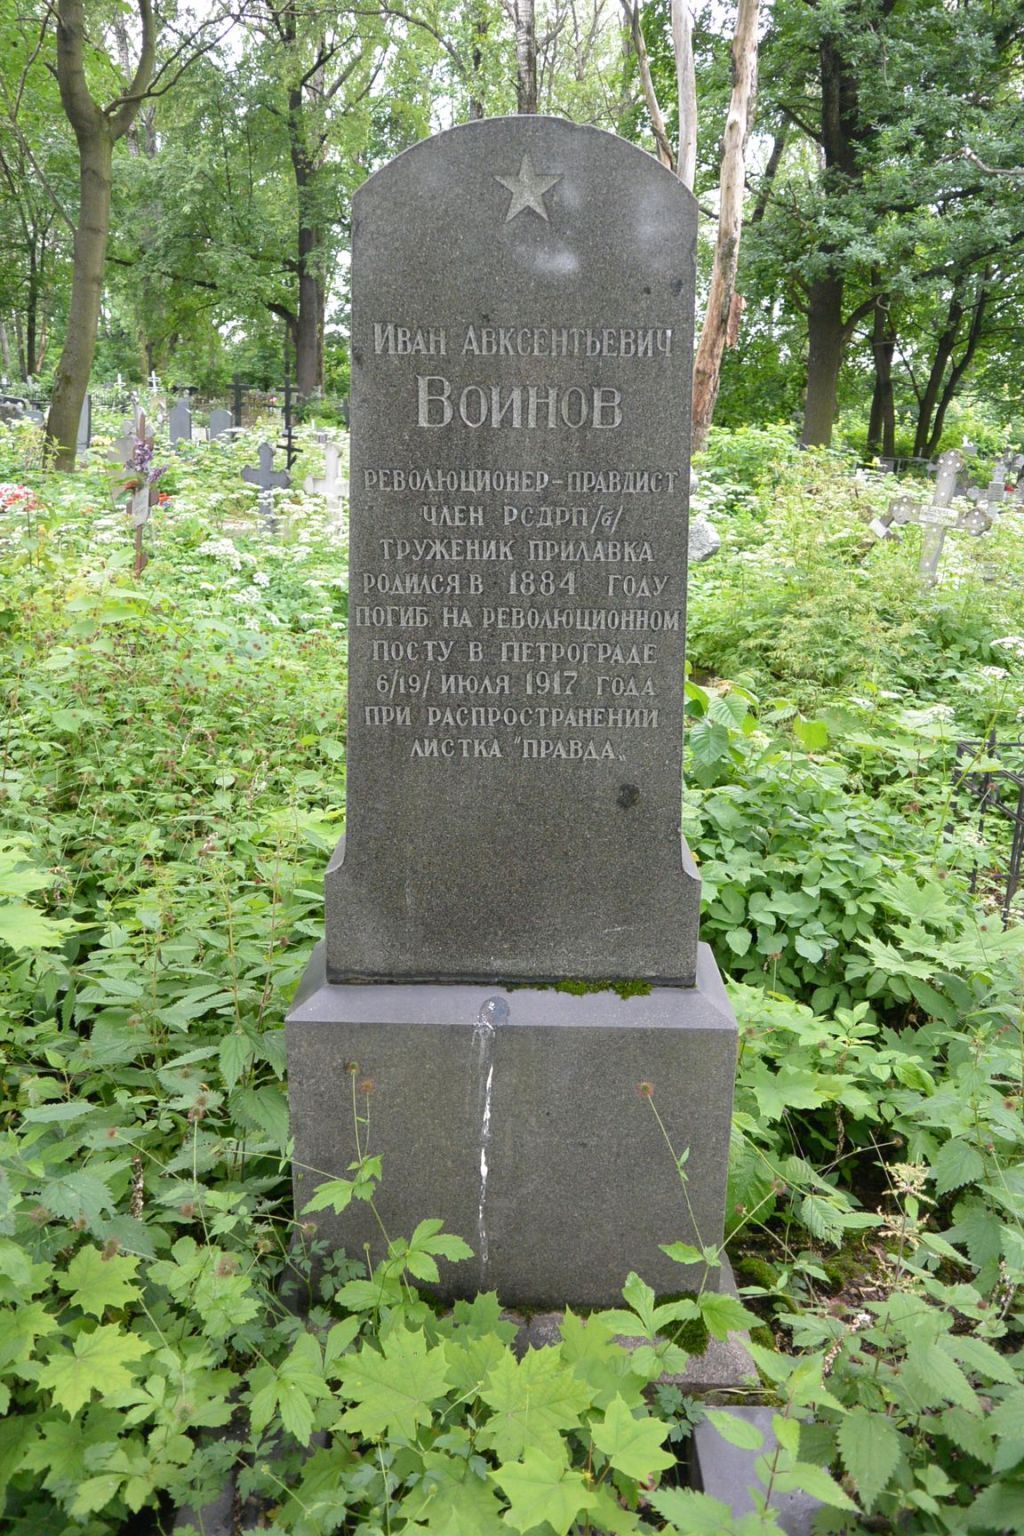 Иван Авксентьевич
Воинов
революционер-правдист
член РСДРП/б/
труженик прилавка
родился в 1884 году
погиб на революционном
посту в Петрограде
6/19/ июля 1917 года
при распространении
листка "Правда„